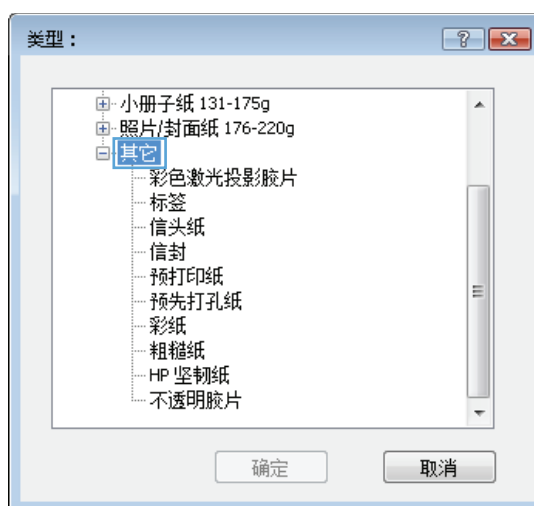 类型：
小册子纸 131-175g
照片/封面纸 176-220g
其它
彩色激光投影胶片
标签
信头纸
信封
预打印纸
预先打孔纸
彩纸
粗糙纸
HP 坚韧纸
不透明胶片
确定 取消